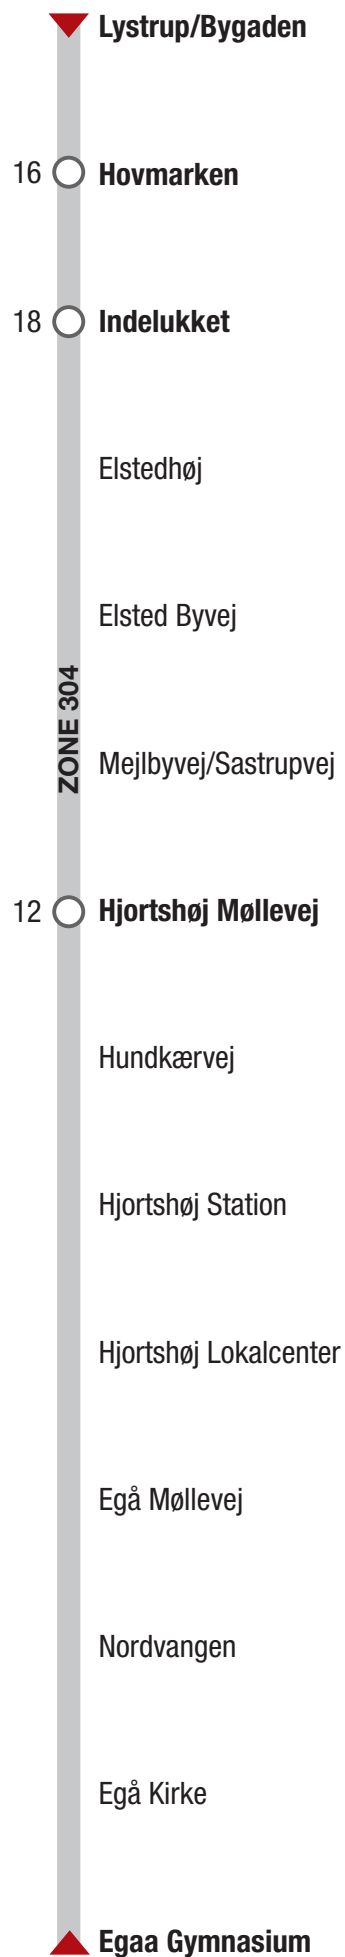 Lystrup/Bygaden
16 Hovmarken
18 Indelukket
Elstedhøj
Elsted Byvej
ZONE 304
Mejlbyvej/Sastrupvej
12 Hjortshøj Møllevej
Hundkærvej
Hjortshøj Station
Hjortshøj Lokalcenter
Egå Møllevej
Nordvangen
Egå Kirke
Egaa Gymnasium